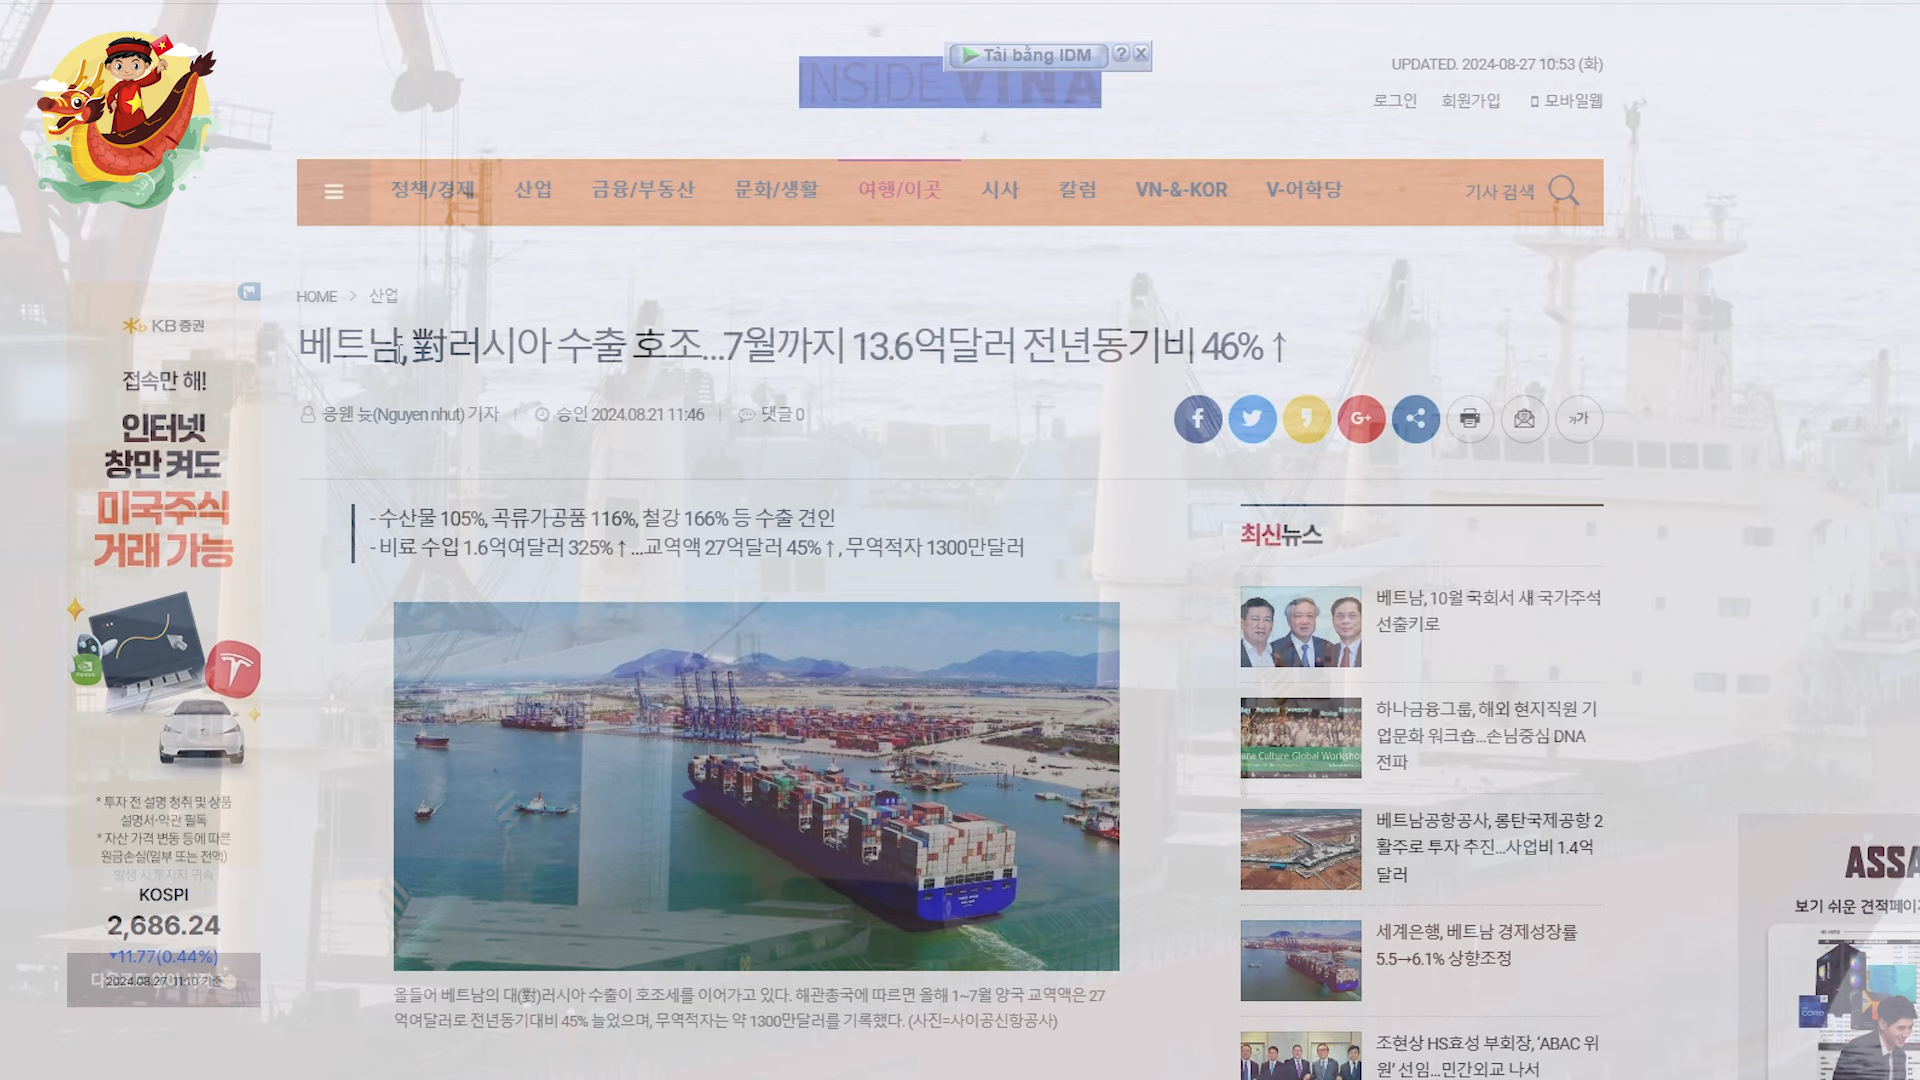 Tải bằng IDM
INSIDE VINA
UPDATED. 2024-08-27 10:53 (화)
로그인 회원가입 모바일웹
정책/경제 산업 금융/부동산 문화/생활 여행/이곳 시사 칼럼 VN-&-KOR V-어학당 기사 검색
HOME > 산업
베트남, 對러시아 수출 호조...7월까지 13.6억달러 전년동기비 46%↑
응웬 늇(Nguyen nhut) 기자 | 승인 2024.08.21 11:46 | 댓글 0
- 수산물 105%, 곡류가공품 116%, 철강 166% 등 수출 견인
- 비료 수입 1.6억여달러 325%↑...교역액 27억달러 45%↑, 무역적자 1300만달러
올들어 베트남의 대(對)러시아 수출이 호조세를 이어가고 있다. 해관총국에 따르면 올해 1~7월 양국 교역액은 27
억여달러로 전년동기대비 45% 늘었으며, 무역적자는 약 1300만달러를 기록했다. (사진=사이공신항공사)
최신뉴스
베트남, 10월 국회서 새 국가주석
선출키로
하나금융그룹, 해외 현지직원 기
업문화 워크숍...손님중심 DNA
전파
베트남공항공사, 롱탄국제공항 2
활주로 투자 추진...사업비 1.4억
달러
세계은행, 베트남 경제성장률
5.5→6.1% 상향조정
조현상 HS효성 부회장, 'ABAC 위
원' 선임...민간외교 나서
KB증권
접속만 해!
인터넷
창만 켜도
미국주식
거래 가능
* 투자 전 설명 청취 및 상품
설명서·약관 필독
* 자산 가격 변동 등에 따른
원금손실(일부 또는 전액)
발생 시 투자자 귀속
KOSPI
2,686.24
▼11.77(0.44%)
2024.08.27 11:10 기준
ASSA
보기 쉬운 견적페이지